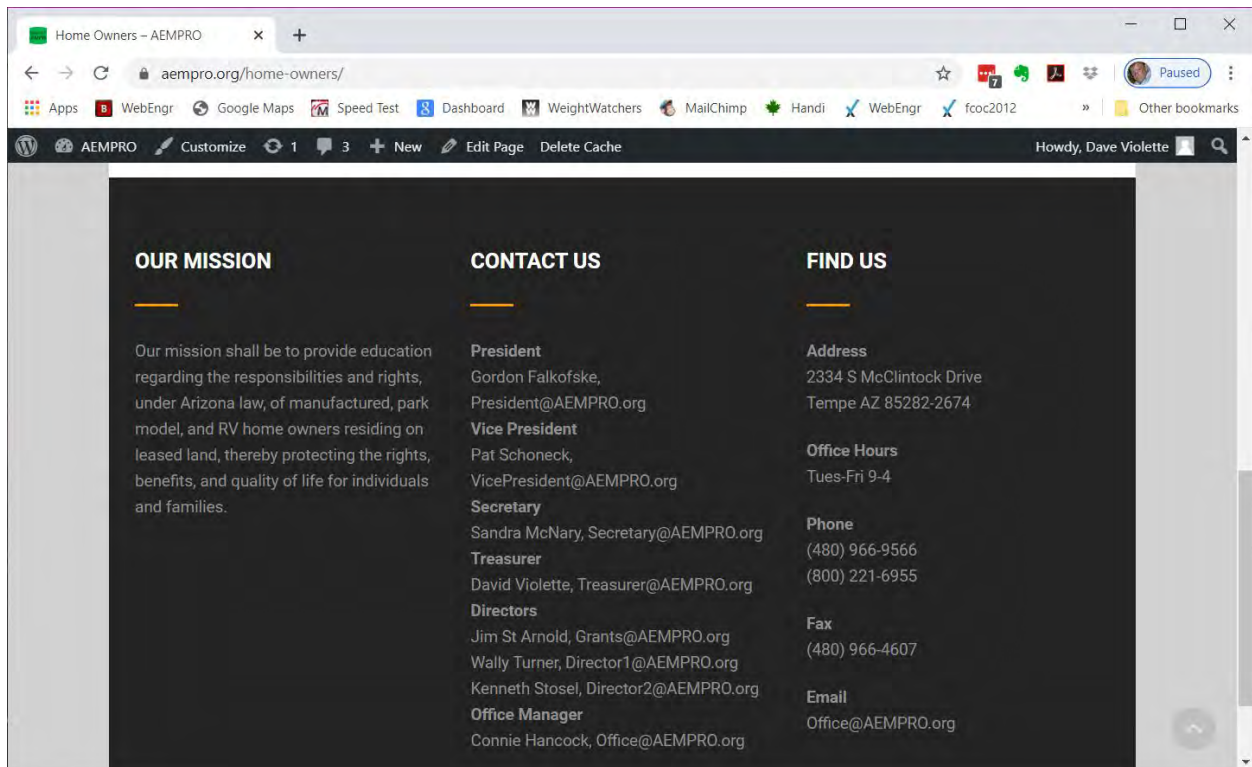 Home Owners – AEMPRO
aempro.org/home-owners/
7
Paused
Apps WebEngr Google Maps Speed Test Dashboard WeightWatchers MailChimp Handi WebEngr fcoc2012 » Other bookmarks
AEMPRO Customize 1 3 New Edit Page Delete Cache Howdy, Dave Violette
OUR MISSION
Our mission shall be to provide education
regarding the responsibilities and rights,
under Arizona law, of manufactured, park
model, and RV home owners residing on
leased land, thereby protecting the rights,
benefits, and quality of life for individuals
and families.
CONTACT US
President
Gordon Falkofske,
President@AEMPRO.org
Vice President
Pat Schoneck,
VicePresident@AEMPRO.org
Secretary
Sandra McNary, Secretary@AEMPRO.org
Treasurer
David Violette, Treasurer@AEMPRO.org
Directors
Jim St Arnold, Grants@AEMPRO.org
Wally Turner, Director1@AEMPRO.org
Kenneth Stosel, Director2@AEMPRO.org
Office Manager
Connie Hancock, Office@AEMPRO.org
FIND US
Address
2334 S McClintock Drive
Tempe AZ 85282-2674
Office Hours
Tues-Fri 9-4
Phone
(480) 966-9566
(800) 221-6955
Fax
(480) 966-4607
Email
Office@AEMPRO.org